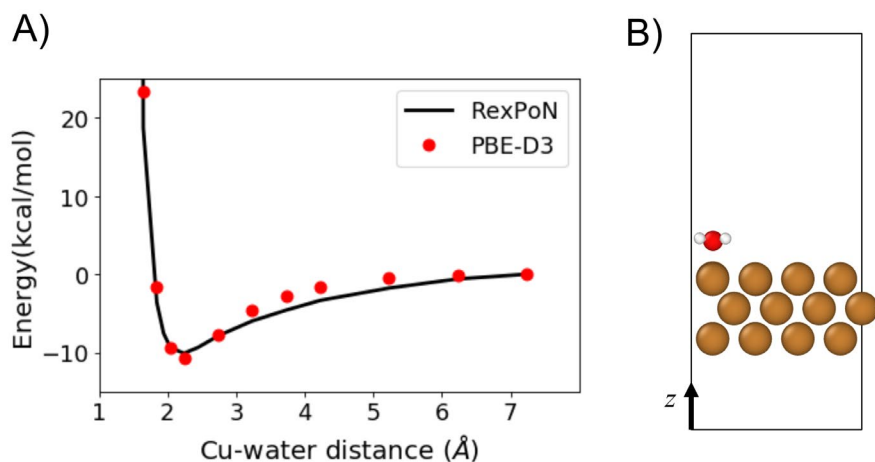 A)
B)
RexPoN
PBE-D3
Energy(kcal/mol)
20
10
0
−10
1 2 3 4 5 6 7
Cu-water distance (Å)
z